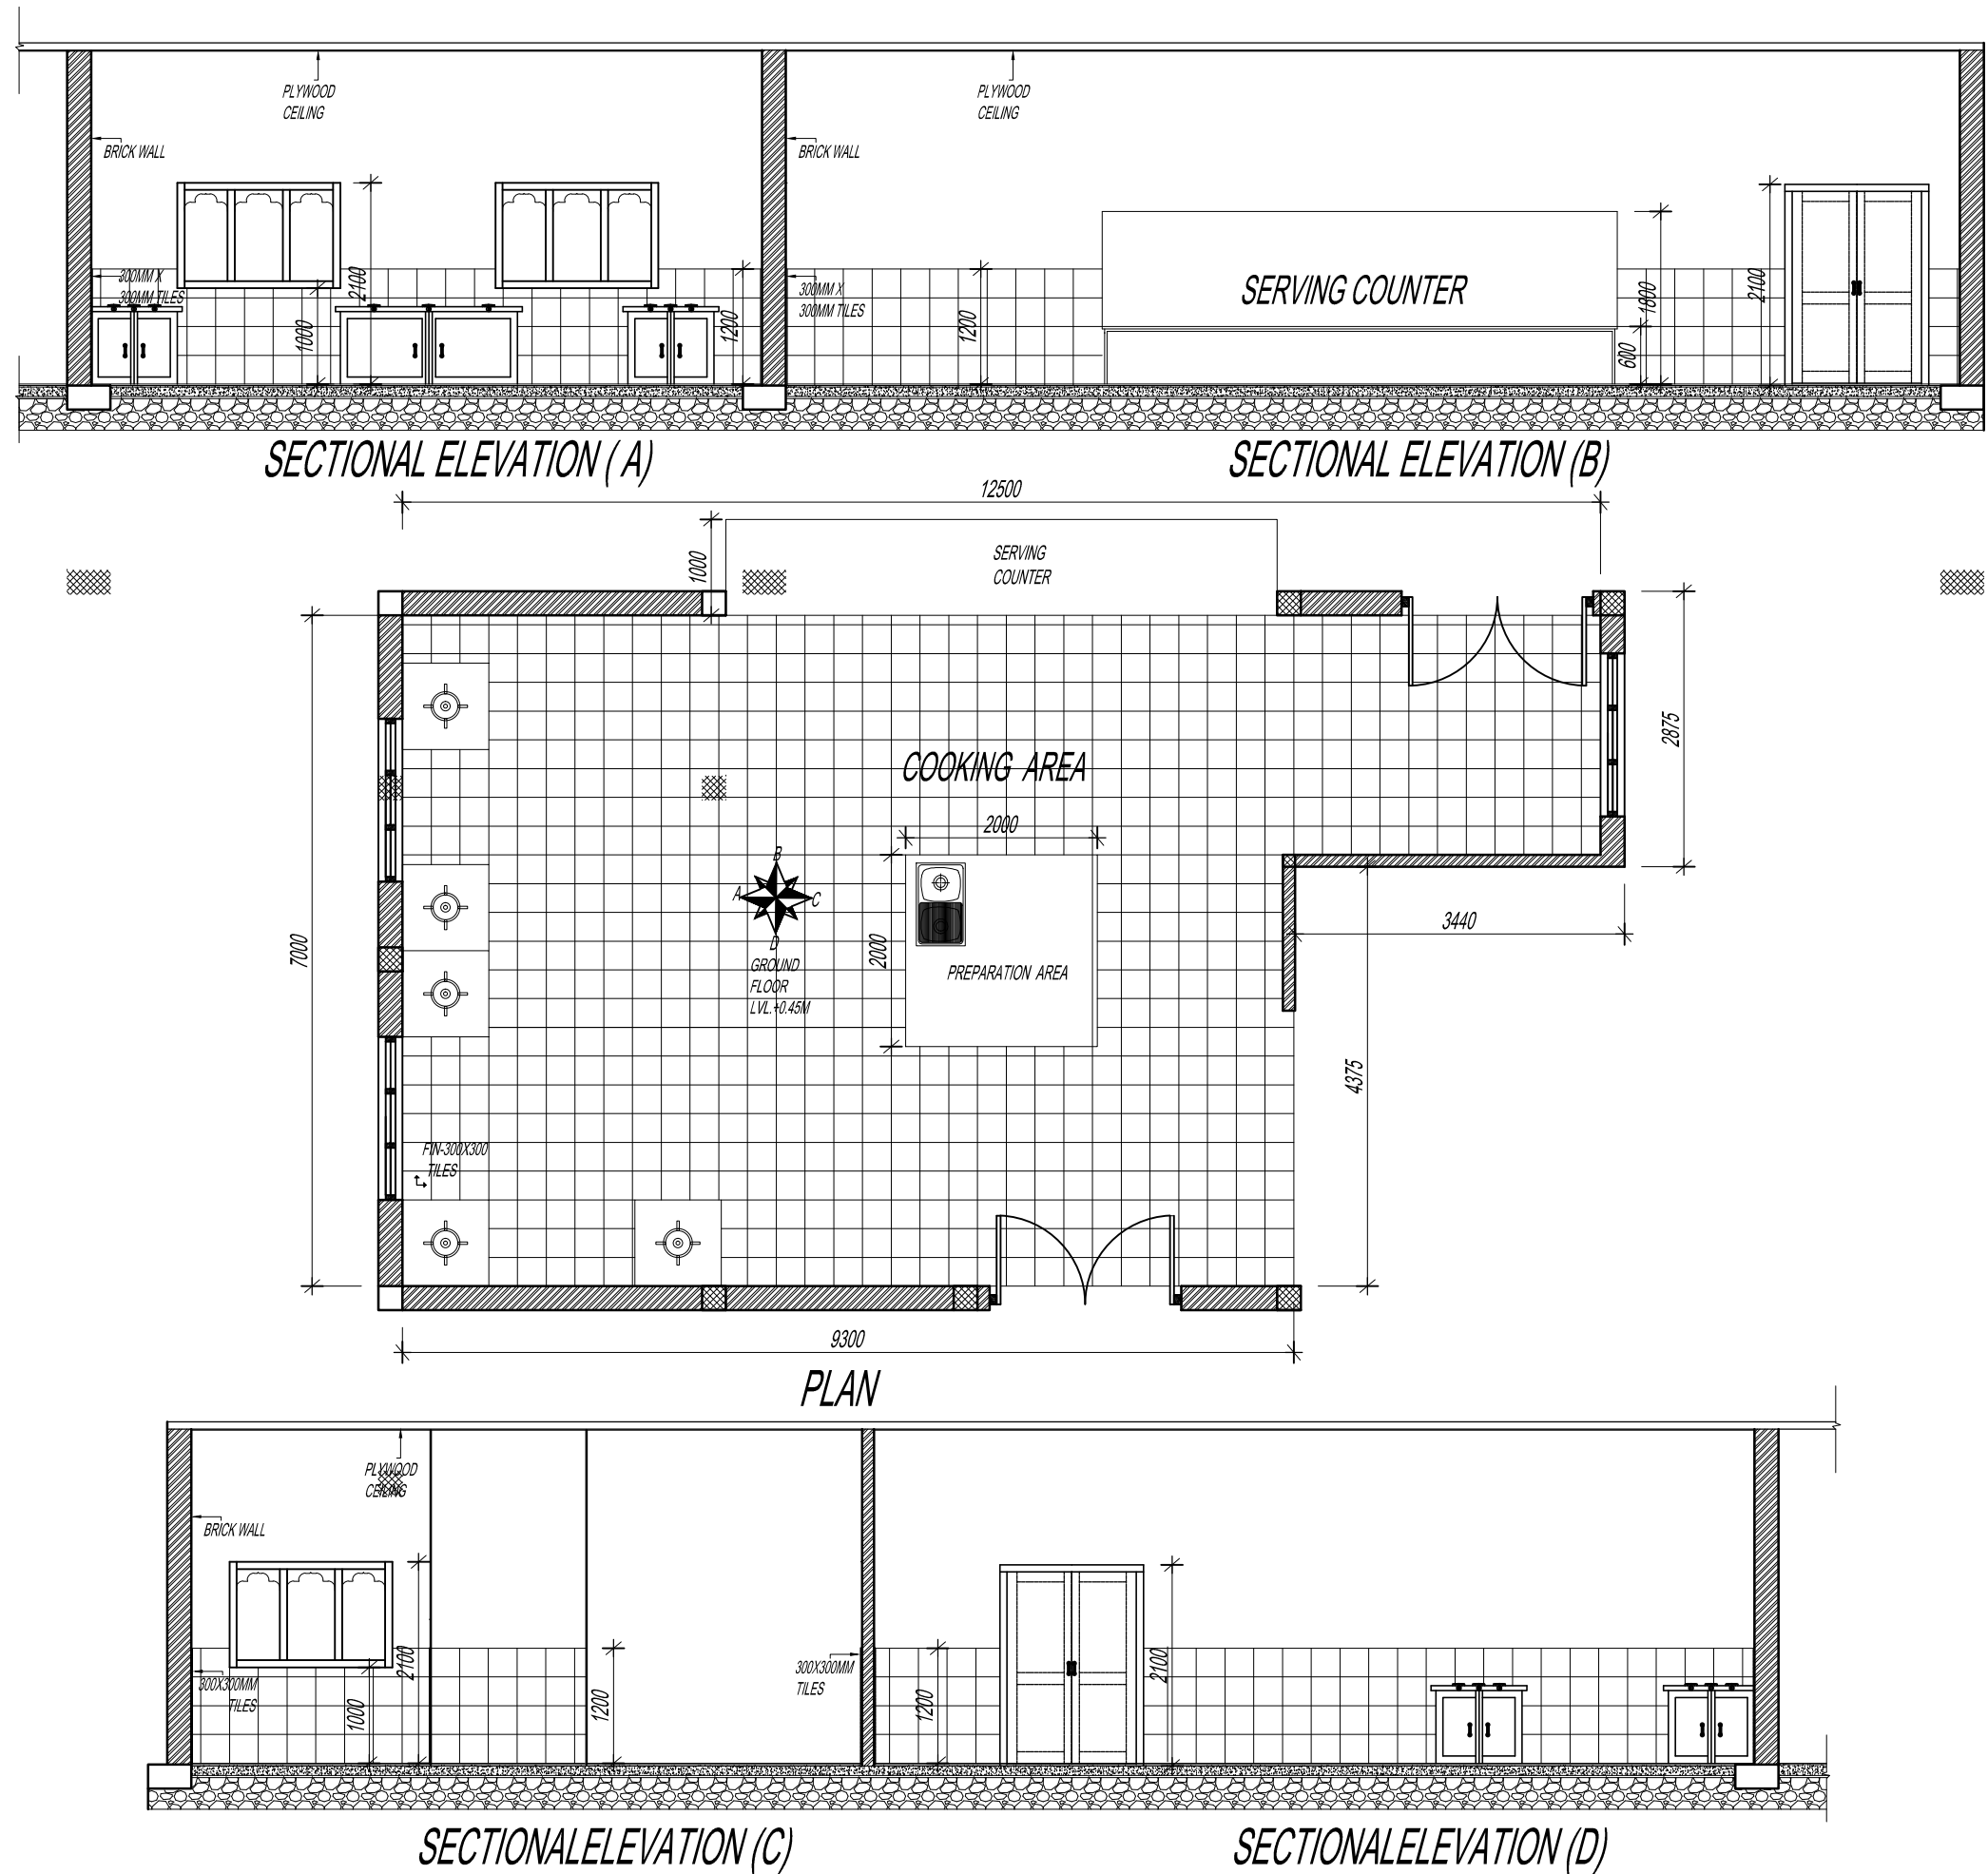 PLYWOOD
CEILING
PLYWOOD
CEILING
BRICK WALL
BRICK WALL
300MM X
300MM TILES
1000
2100
1200
300MM X
300MM TILES
1200
SERVING COUNTER
600
1800
2100
SECTIONAL ELEVATION ( A)
SECTIONAL ELEVATION (B)
12500
1000
SERVING
COUNTER
COOKING AREA
2875
2000
B
A
C
D
2000
3440
7000
GROUND
FLOOR
LVL.+0.45M
PREPARATION AREA
4375
FIN-300X300
TILES
9300
PLAN
PLYWOOD
CEILING
BRICK WALL
300X300MM
TILES
1000
2100
1200
300X300MM
TILES
1200
2100
SECTIONALELEVATION (C)
SECTIONALELEVATION (D)